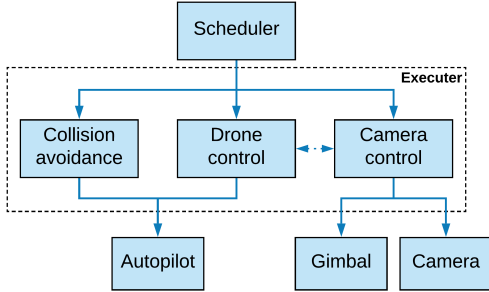 Scheduler
Executer
Collision
avoidance
Drone
control
Camera
control
Autopilot
Gimbal
Camera